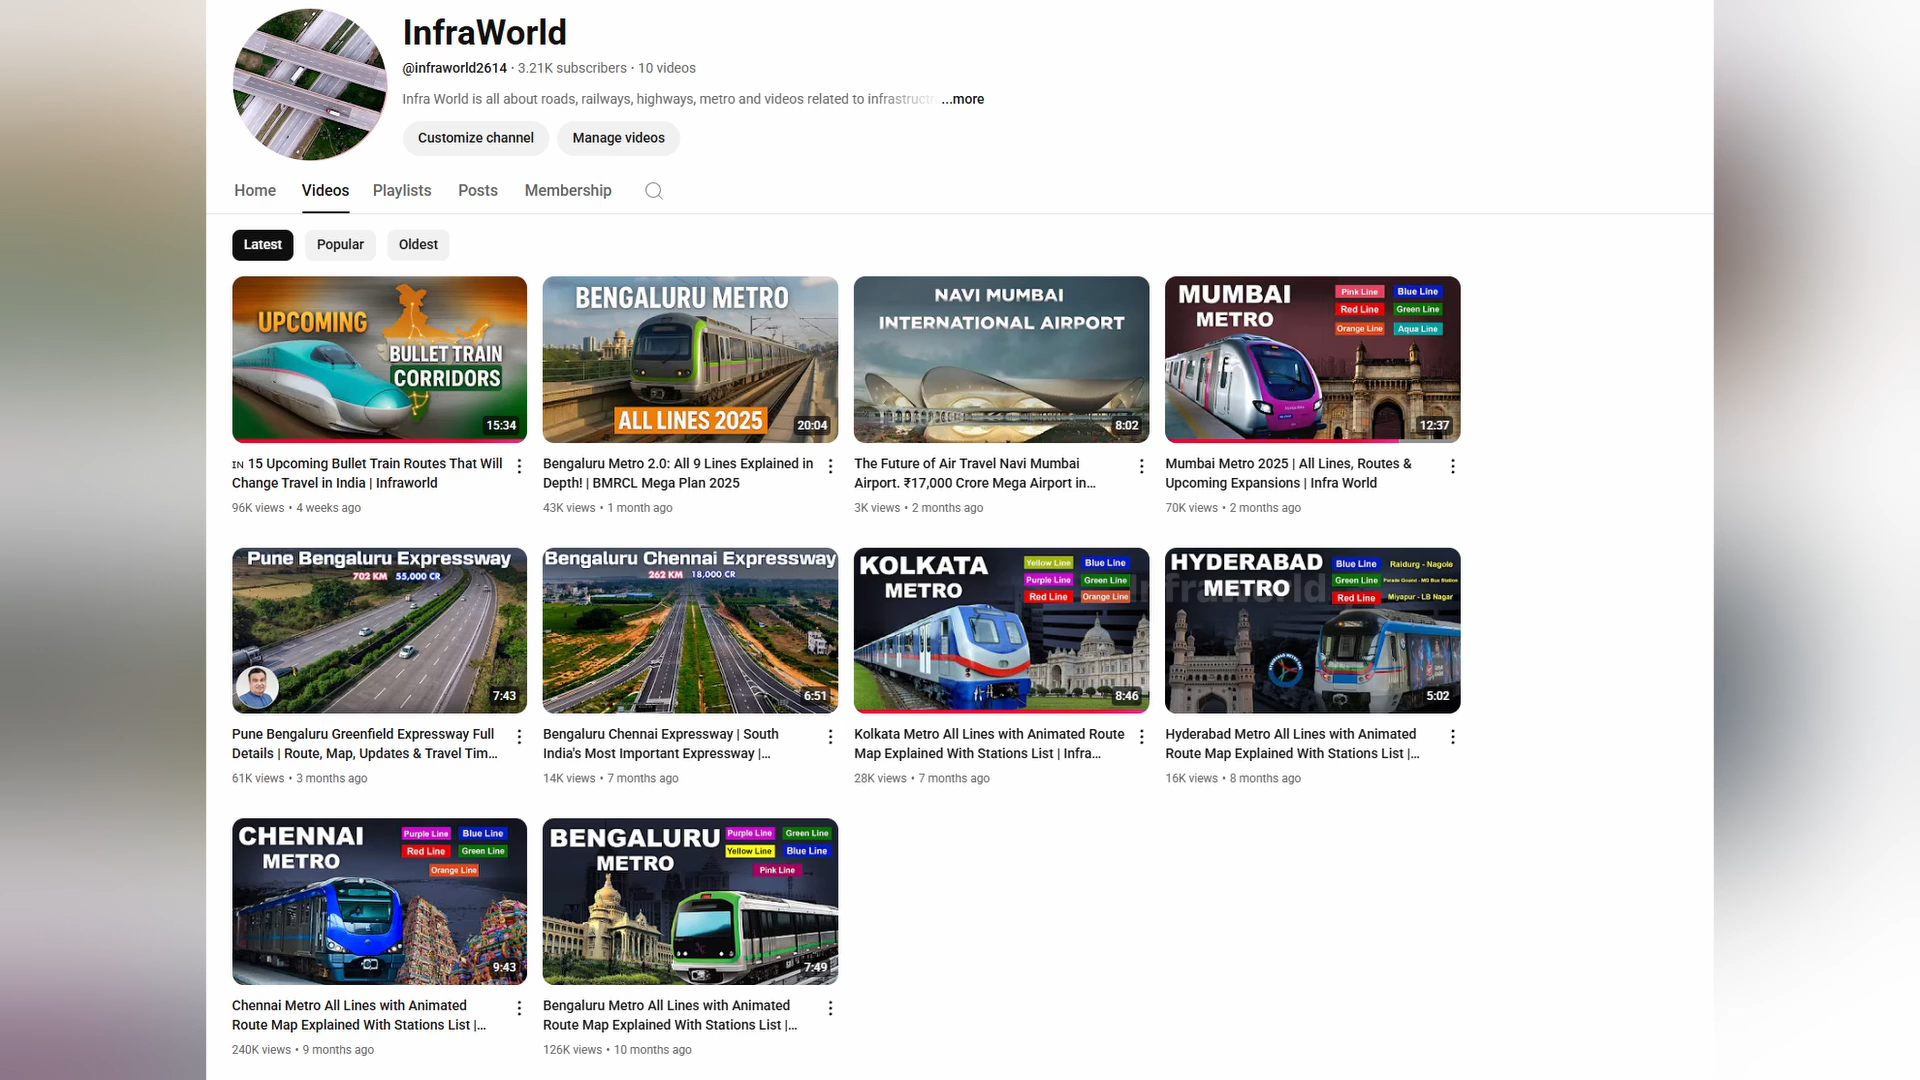 InfraWorld
@infraworld2614 · 3.21K subscribers · 10 videos
Infra World is all about roads, railways, highways, metro and videos related to infrastructu ...more
Customize channel
Manage videos
Home
Videos
Playlists
Posts
Membership
Latest
Popular
Oldest
UPCOMING
BULLET TRAIN
CORRIDORS
15:34
IN 15 Upcoming Bullet Train Routes That Will
Change Travel in India | Infraworld
96K views • 4 weeks ago
BENGALURU METRO
ALL LINES 2025
20:04
Bengaluru Metro 2.0: All 9 Lines Explained in
Depth! | BMRCL Mega Plan 2025
43K views • 1 month ago
NAVI MUMBAI
INTERNATIONAL AIRPORT
8:02
The Future of Air Travel Navi Mumbai
Airport. ₹17,000 Crore Mega Airport in...
3K views • 2 months ago
MUMBAI
METRO
Pink Line
Blue Line
Red Line
Green Line
Orange Line
Aqua Line
12:37
Mumbai Metro 2025 | All Lines, Routes &
Upcoming Expansions | Infra World
70K views • 2 months ago
Pune Bengaluru Expressway
702 KM 55,000 CR
7:43
Pune Bengaluru Greenfield Expressway Full
Details | Route, Map, Updates & Travel Tim...
61K views • 3 months ago
Bengaluru Chennai Expressway
262 KM 18,000 CR
6:51
Bengaluru Chennai Expressway | South
India's Most Important Expressway |...
14K views • 7 months ago
KOLKATA
METRO
Yellow Line
Blue Line
Purple Line
Green Line
Red Line
Orange Line
8:46
Kolkata Metro All Lines with Animated Route
Map Explained With Stations List | Infra...
28K views • 7 months ago
HYDERABAD
METRO
Blue Line
Raidurg - Nagole
Green Line
Red Line
Miyapur - LB Nagar
5:02
Hyderabad Metro All Lines with Animated
Route Map Explained With Stations List |...
16K views • 8 months ago
CHENNAI
METRO
Purple Line
Blue Line
Red Line
Green Line
Orange Line
9:43
Chennai Metro All Lines with Animated
Route Map Explained With Stations List |...
240K views • 9 months ago
BENGALURU
METRO
Purple Line
Green Line
Yellow Line
Blue Line
Pink Line
7:49
Bengaluru Metro All Lines with Animated
Route Map Explained With Stations List |...
126K views • 10 months ago